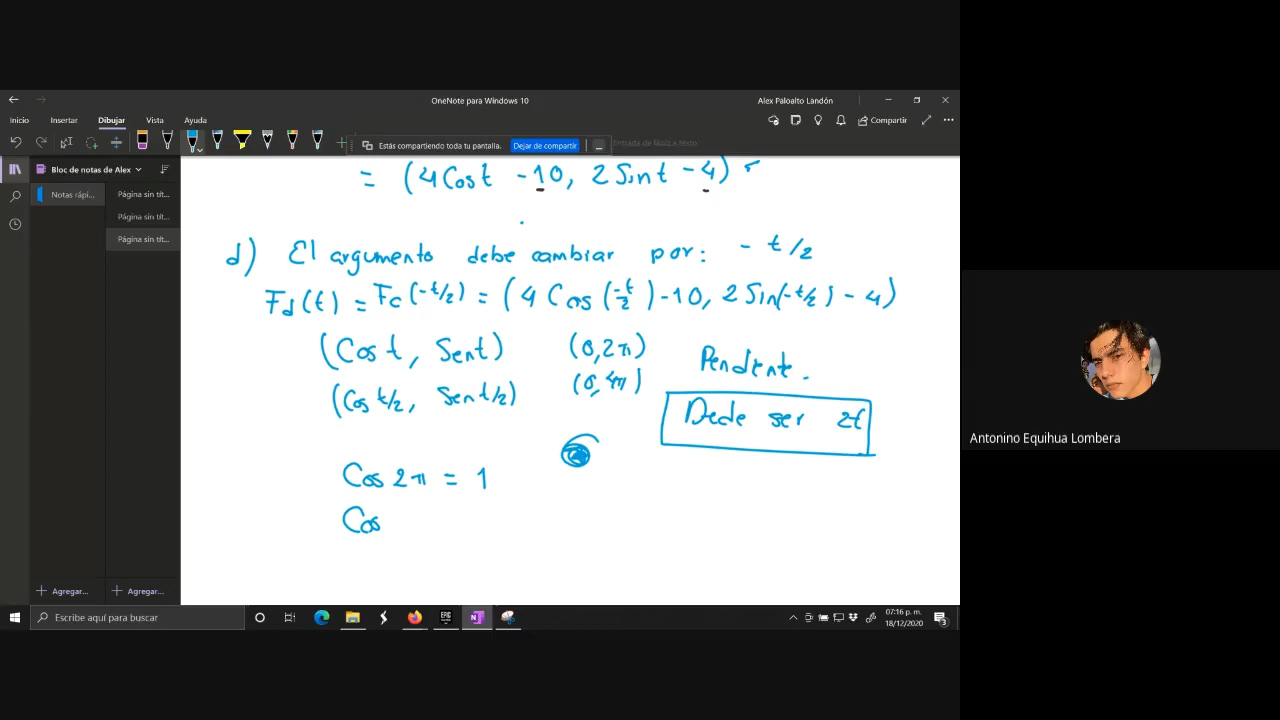 OneNote para Windows 10
Alex Paloalto Landón
Inicio Insertar Dibujar Vista Ayuda
Compartir
Estás compartiendo toda tu pantalla. Dejar de compartir
Bloc de notas de Alex
Notas rápi...
Página sin tít...
Página sin tít...
Página sin tít...
= (4Cost - 10, 2Sint - 4)
d) El argumento debe cambiar por: - t/2
Fd(t) = Fc(-t/2) = (4 Cos(-t/2) - 10, 2 Sin(-t/2) - 4)
(Cos t, Sent) (0, 2π)
Pendiente.
(Cos t/2, Sent/2) (0, 4π)
Dede ser 2t
Cos 2π = 1
Cos
Antonino Equihua Lombera
Agregar... Agregar...
Escribe aquí para buscar
EPIC
07:16 p. m.
18/12/2020
3